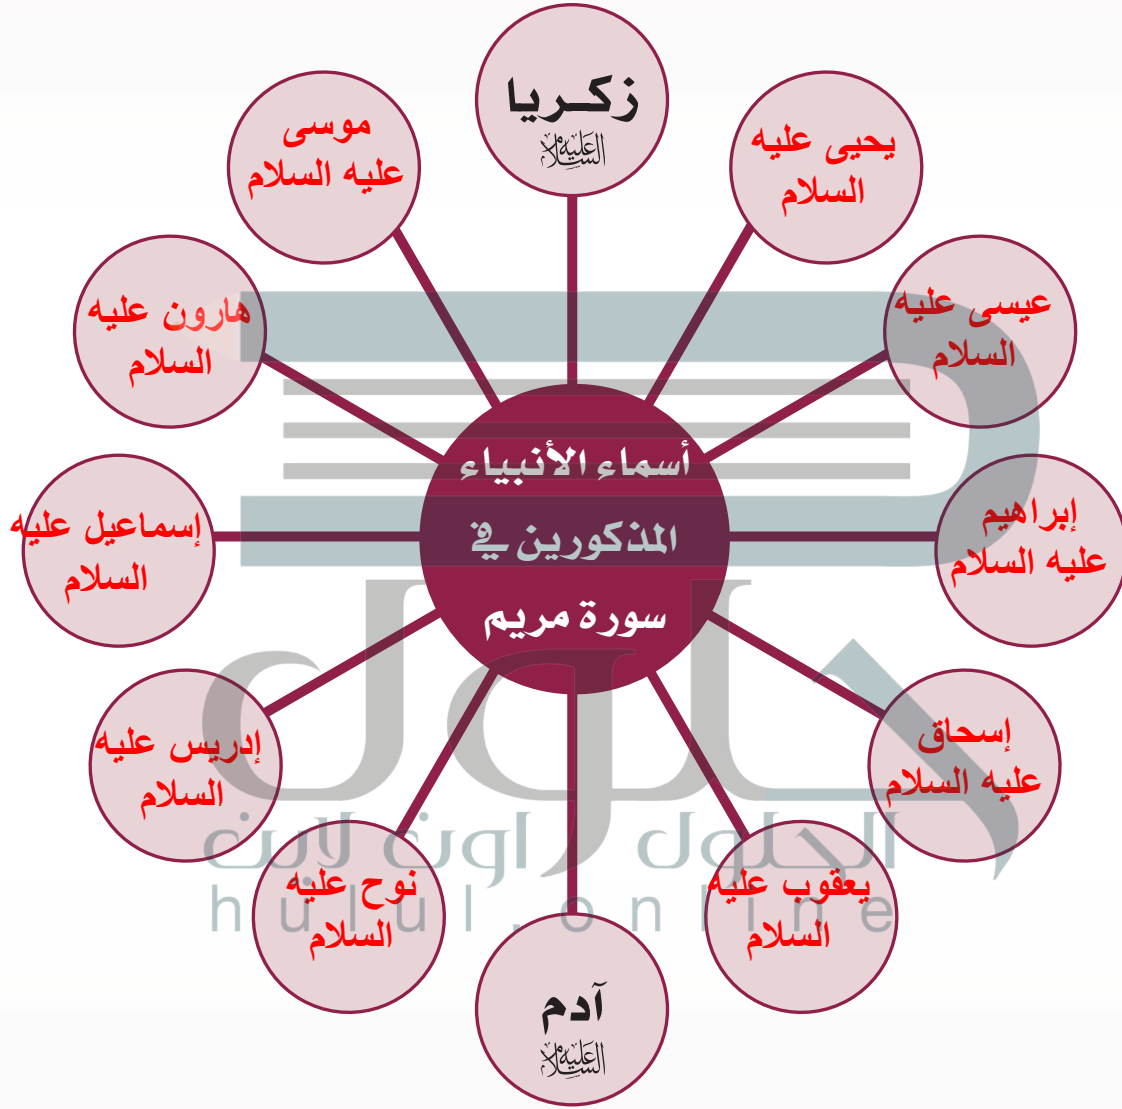 زكريا
عليه السلام
يحيى عليه
السلام
عيسى عليه
السلام
إبراهيم
عليه السلام
إسحاق
عليه السلام
يعقوب عليه
السلام
آدم
عليه السلام
نوح عليه
السلام
إدريس عليه
السلام
إسماعيل عليه
السلام
هارون عليه
السلام
موسى
عليه السلام
أسماء الأنبياء
المذكورين في
سورة مريم
حلول
الحلول اون لاين
hulul.online